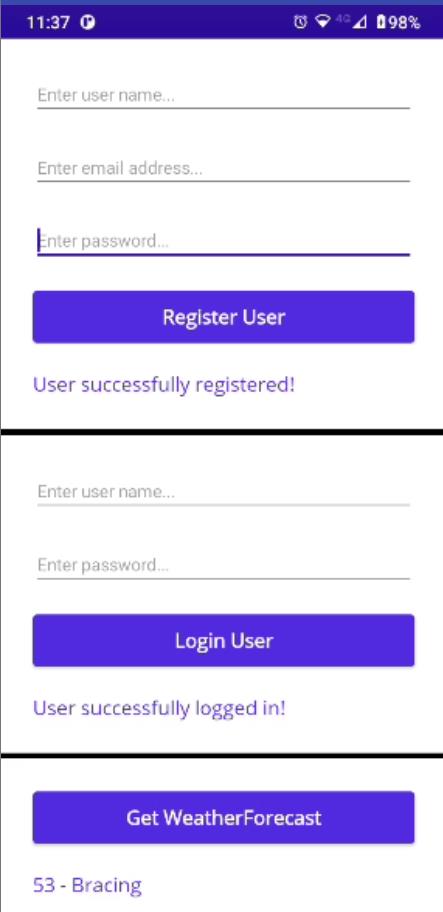 11:37 4G 98%
Enter user name...
Enter email address...
Enter password...
Register User
User successfully registered!
Enter user name...
Enter password...
Login User
User successfully logged in!
Get WeatherForecast
53 - Bracing